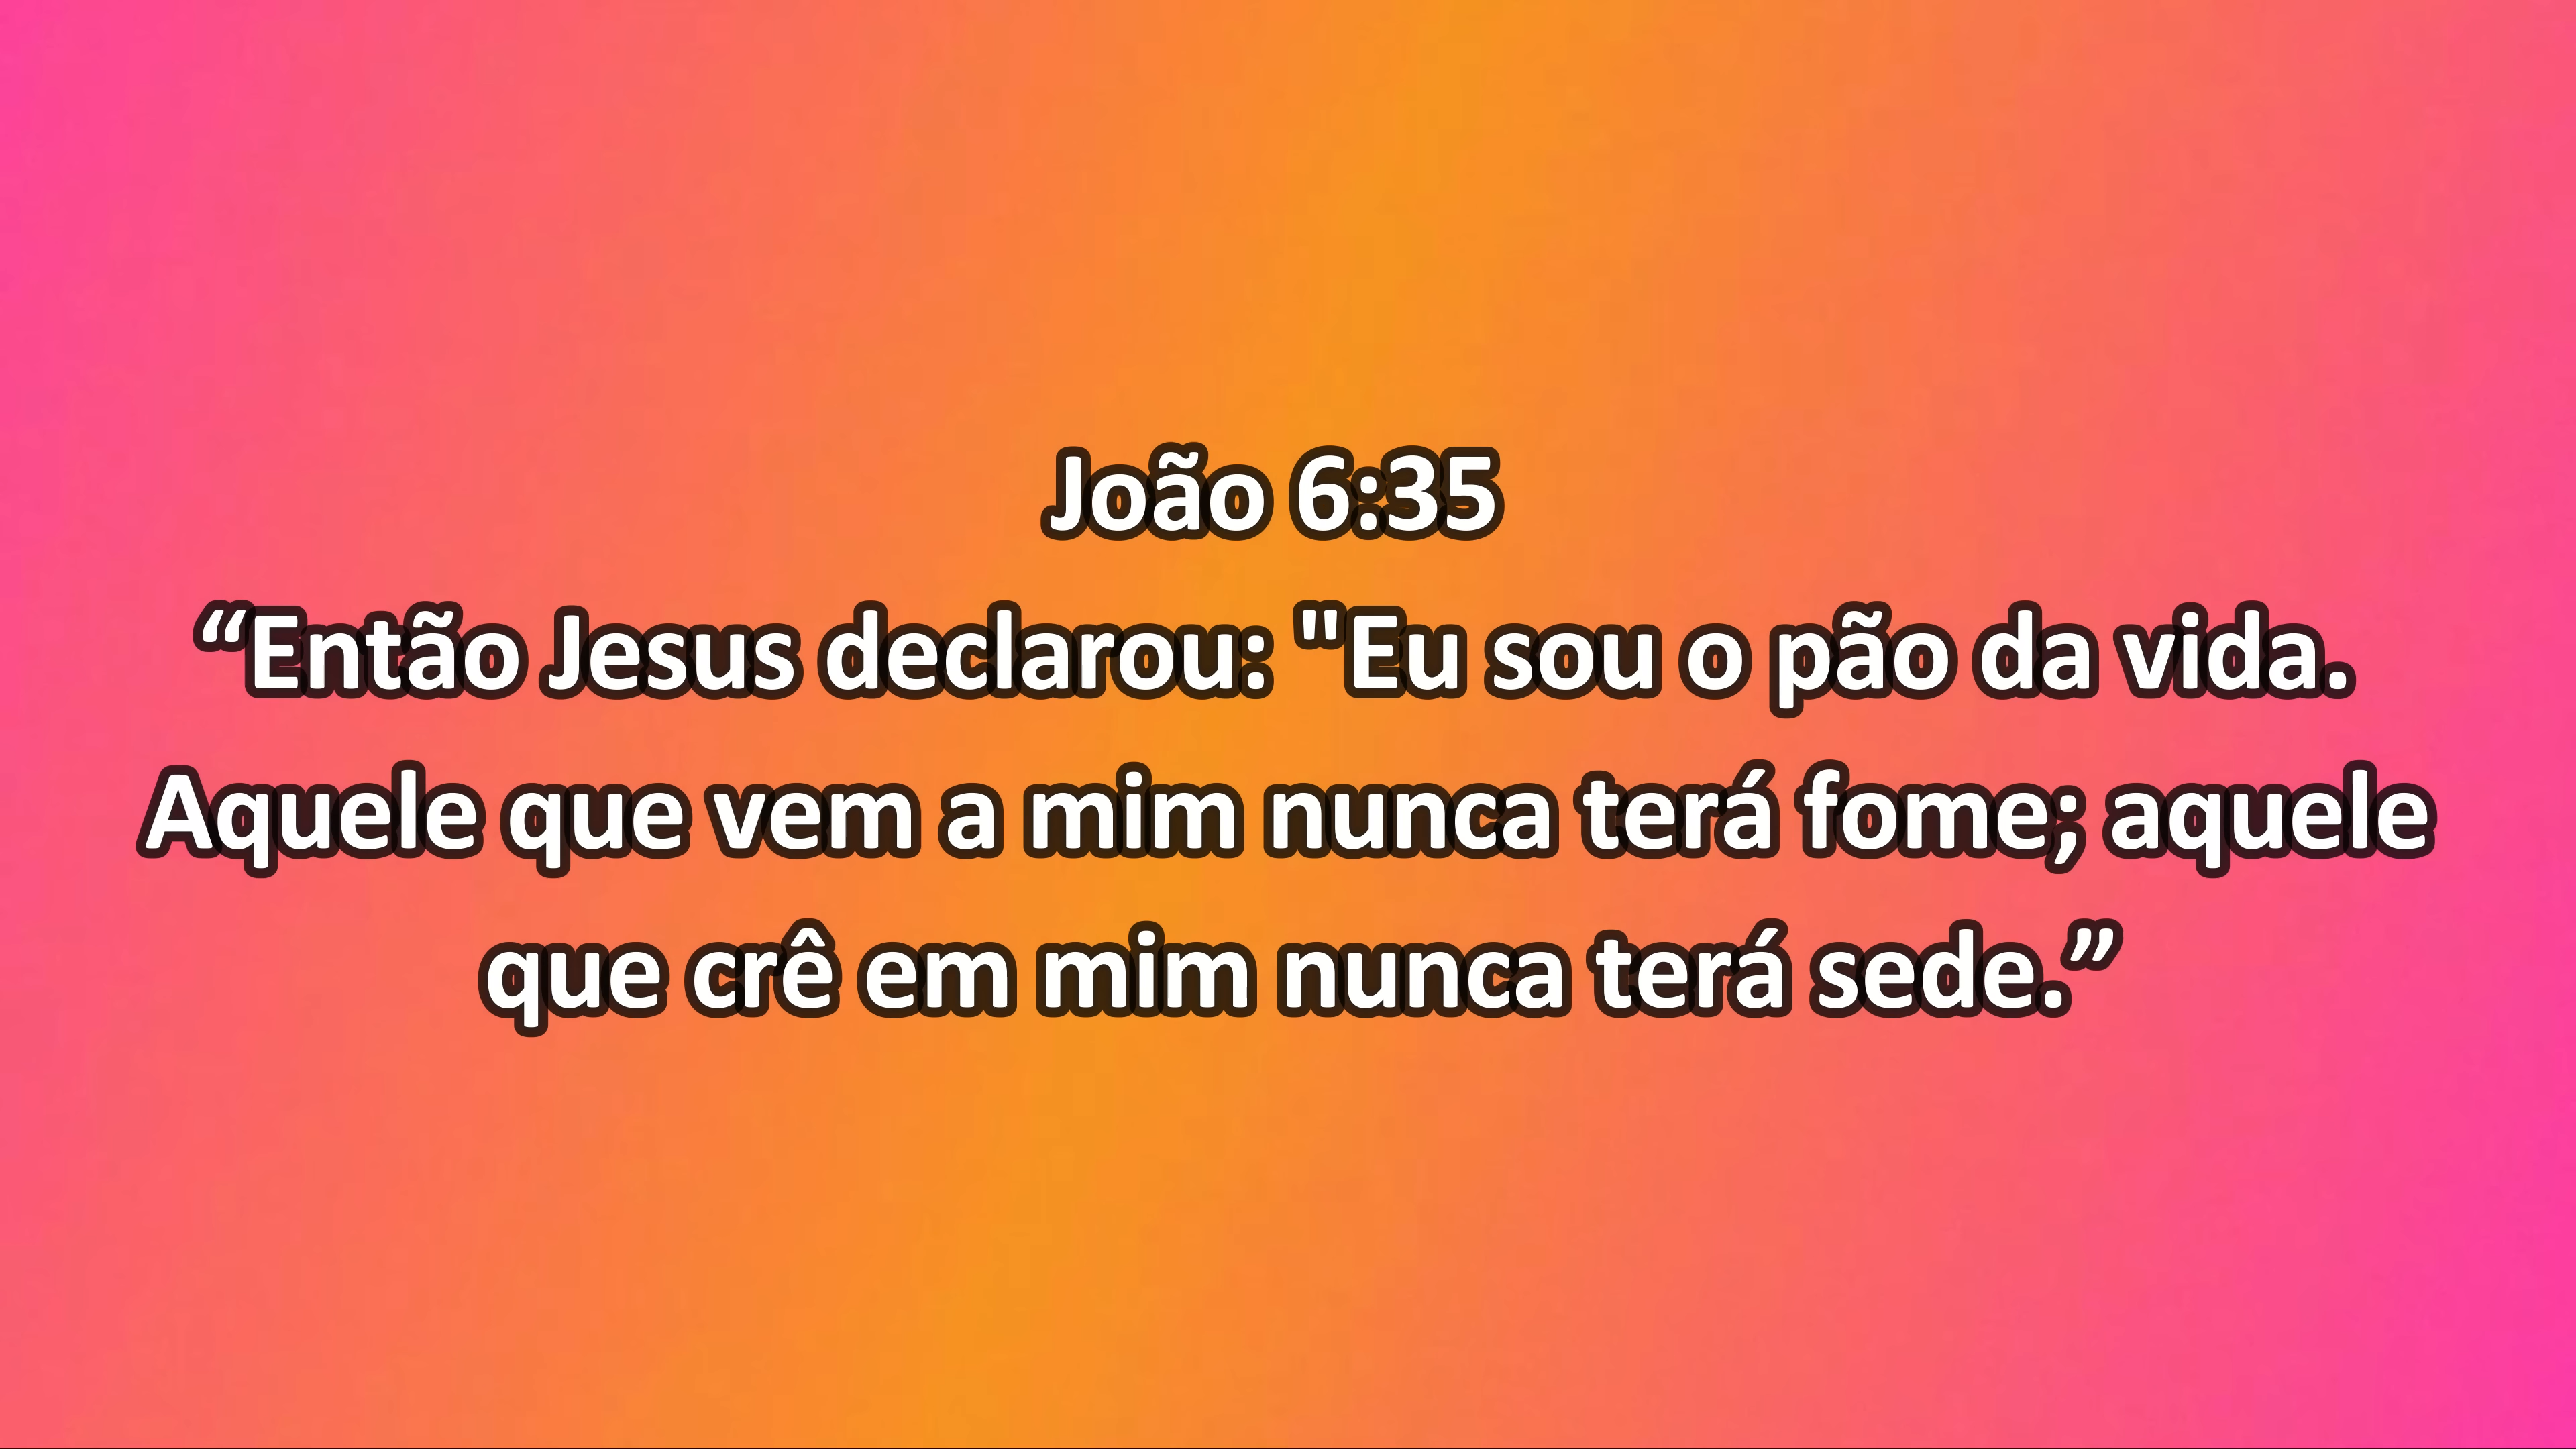 João 6:35
“Então Jesus declarou: "Eu sou o pão da vida.
Aquele que vem a mim nunca terá fome; aquele
que crê em mim nunca terá sede.”